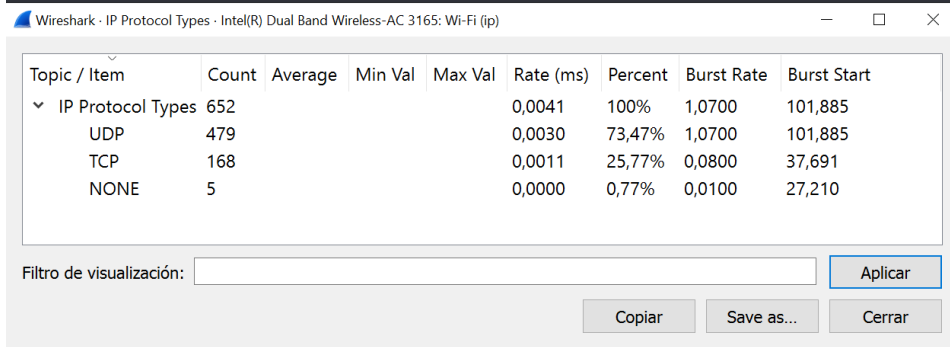 Wireshark · IP Protocol Types · Intel(R) Dual Band Wireless-AC 3165: Wi-Fi (ip)
Topic / Item Count Average Min Val Max Val Rate (ms) Percent Burst Rate Burst Start
IP Protocol Types 652 0,0041 100% 1,0700 101,885
UDP 479 0,0030 73,47% 1,0700 101,885
TCP 168 0,0011 25,77% 0,0800 37,691
NONE 5 0,0000 0,77% 0,0100 27,210
Filtro de visualización: Aplicar
Copiar Save as... Cerrar